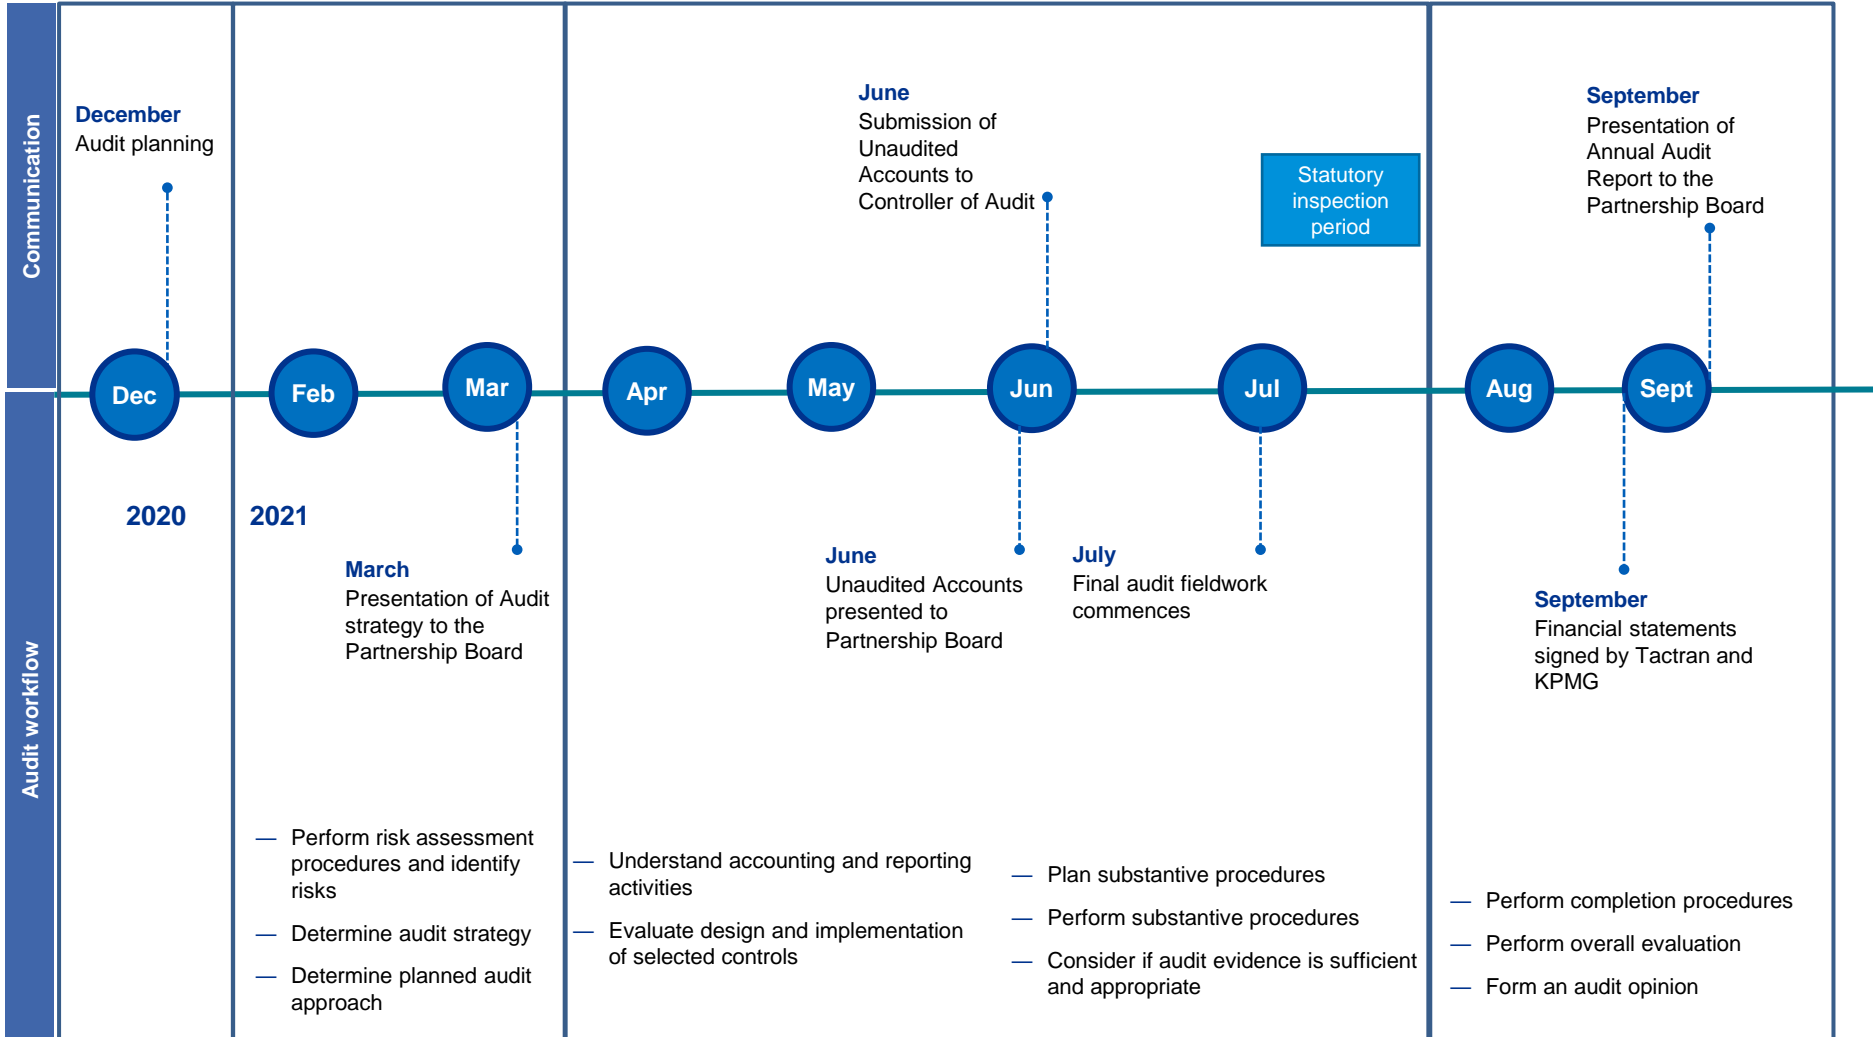 Communication
December
Audit planning
June
Submission of
Unaudited
Accounts to
Controller of Audit
Statutory
inspection
period
September
Presentation of
Annual Audit
Report to the
Partnership Board
Dec
Feb
Mar
Apr
May
Jun
Jul
Aug
Sept
Audit workflow
2020
2021
March
Presentation of Audit
strategy to the
Partnership Board
June
Unaudited Accounts
presented to
Partnership Board
July
Final audit fieldwork
commences
September
Financial statements
signed by Tactran and
KPMG
— Perform risk assessment
procedures and identify
risks
— Determine audit strategy
— Determine planned audit
approach
— Understand accounting and reporting
activities
— Evaluate design and implementation
of selected controls
— Plan substantive procedures
— Perform substantive procedures
— Consider if audit evidence is sufficient
and appropriate
— Perform completion procedures
— Perform overall evaluation
— Form an audit opinion